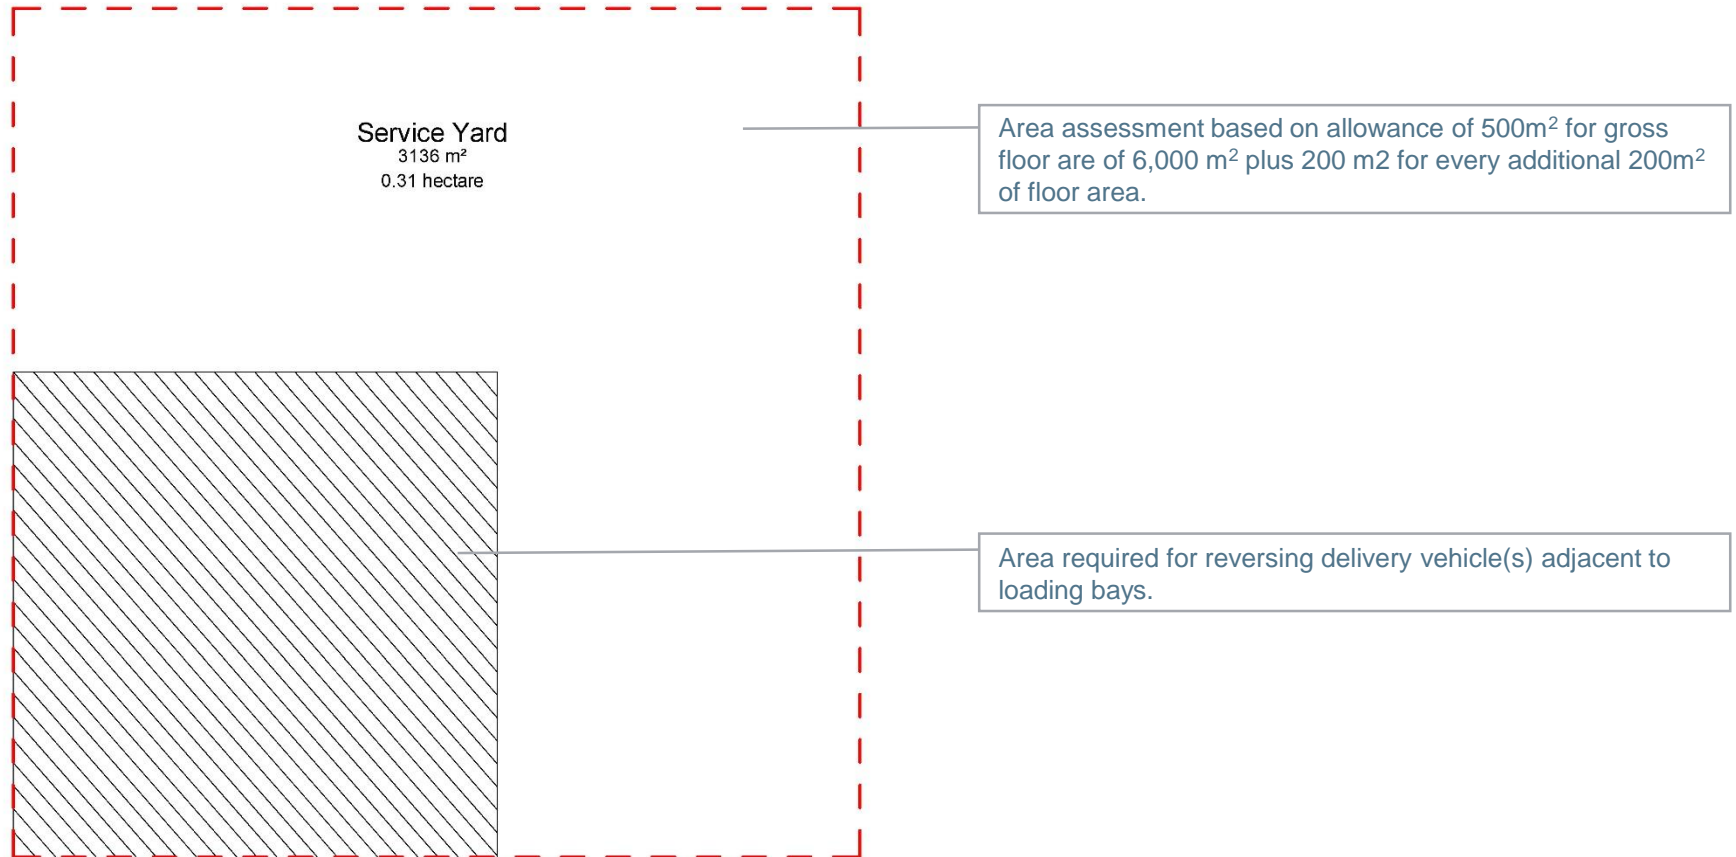 Service Yard
3136 m²
0.31 hectare
Area assessment based on allowance of 500m² for gross
floor are of 6,000 m² plus 200 m2 for every additional 200m²
of floor area.
Area required for reversing delivery vehicle(s) adjacent to
loading bays.